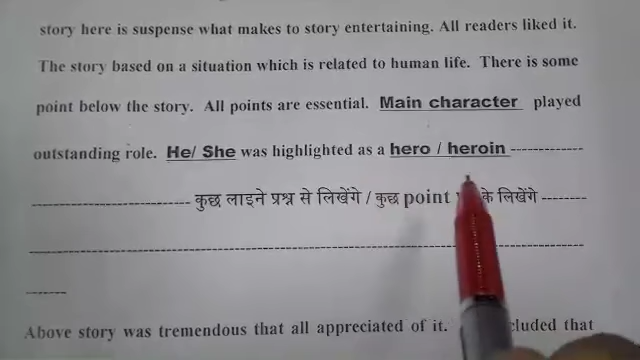 story here is suspense what makes to story entertaining. All readers liked it.
The story based on a situation which is related to human life. There is some
point below the story. All points are essential. Main character played
outstanding role. He/ She was highlighted as a hero / heroin -------------
---------------------------- कुछ लाइने प्रश्न से लिखेंगे / कुछ point के लिखेंगे --------
----------------------------------------------------------------------------------
-------
Above story was tremendous that all appreciated of it. that